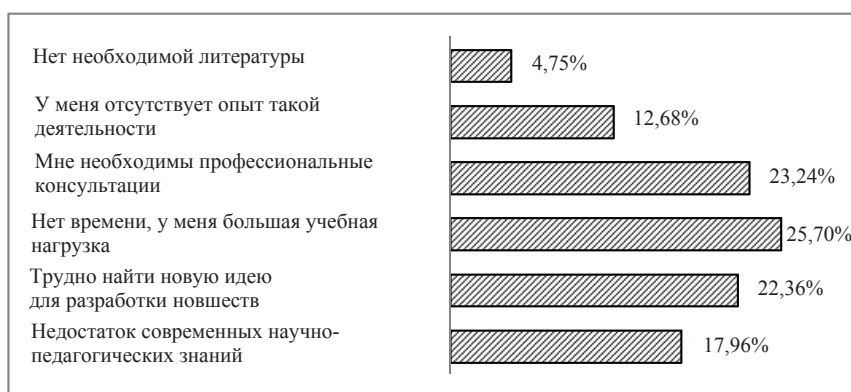 Нет необходимой литературы
4,75%
У меня отсутствует опыт такой
деятельности
12,68%
Мне необходимы профессиональные
консультации
23,24%
Нет времени, у меня большая учебная
нагрузка
25,70%
Трудно найти новую идею
для разработки новшеств
22,36%
Недостаток современных научно-
педагогических знаний
17,96%